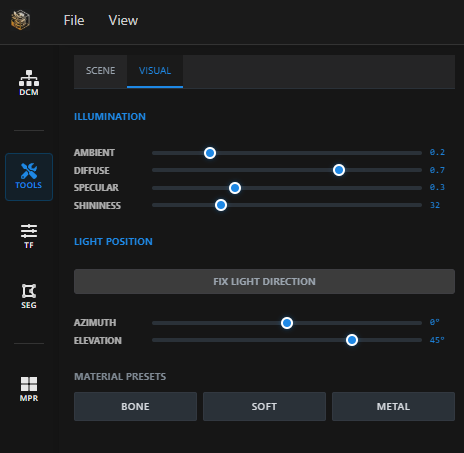 File View
DCM
TOOLS
TF
SEG
MPR
SCENE VISUAL
ILLUMINATION
AMBIENT 0.2
DIFFUSE 0.7
SPECULAR 0.3
SHININESS 32
LIGHT POSITION
FIX LIGHT DIRECTION
AZIMUTH 0°
ELEVATION 45°
MATERIAL PRESETS
BONE SOFT METAL